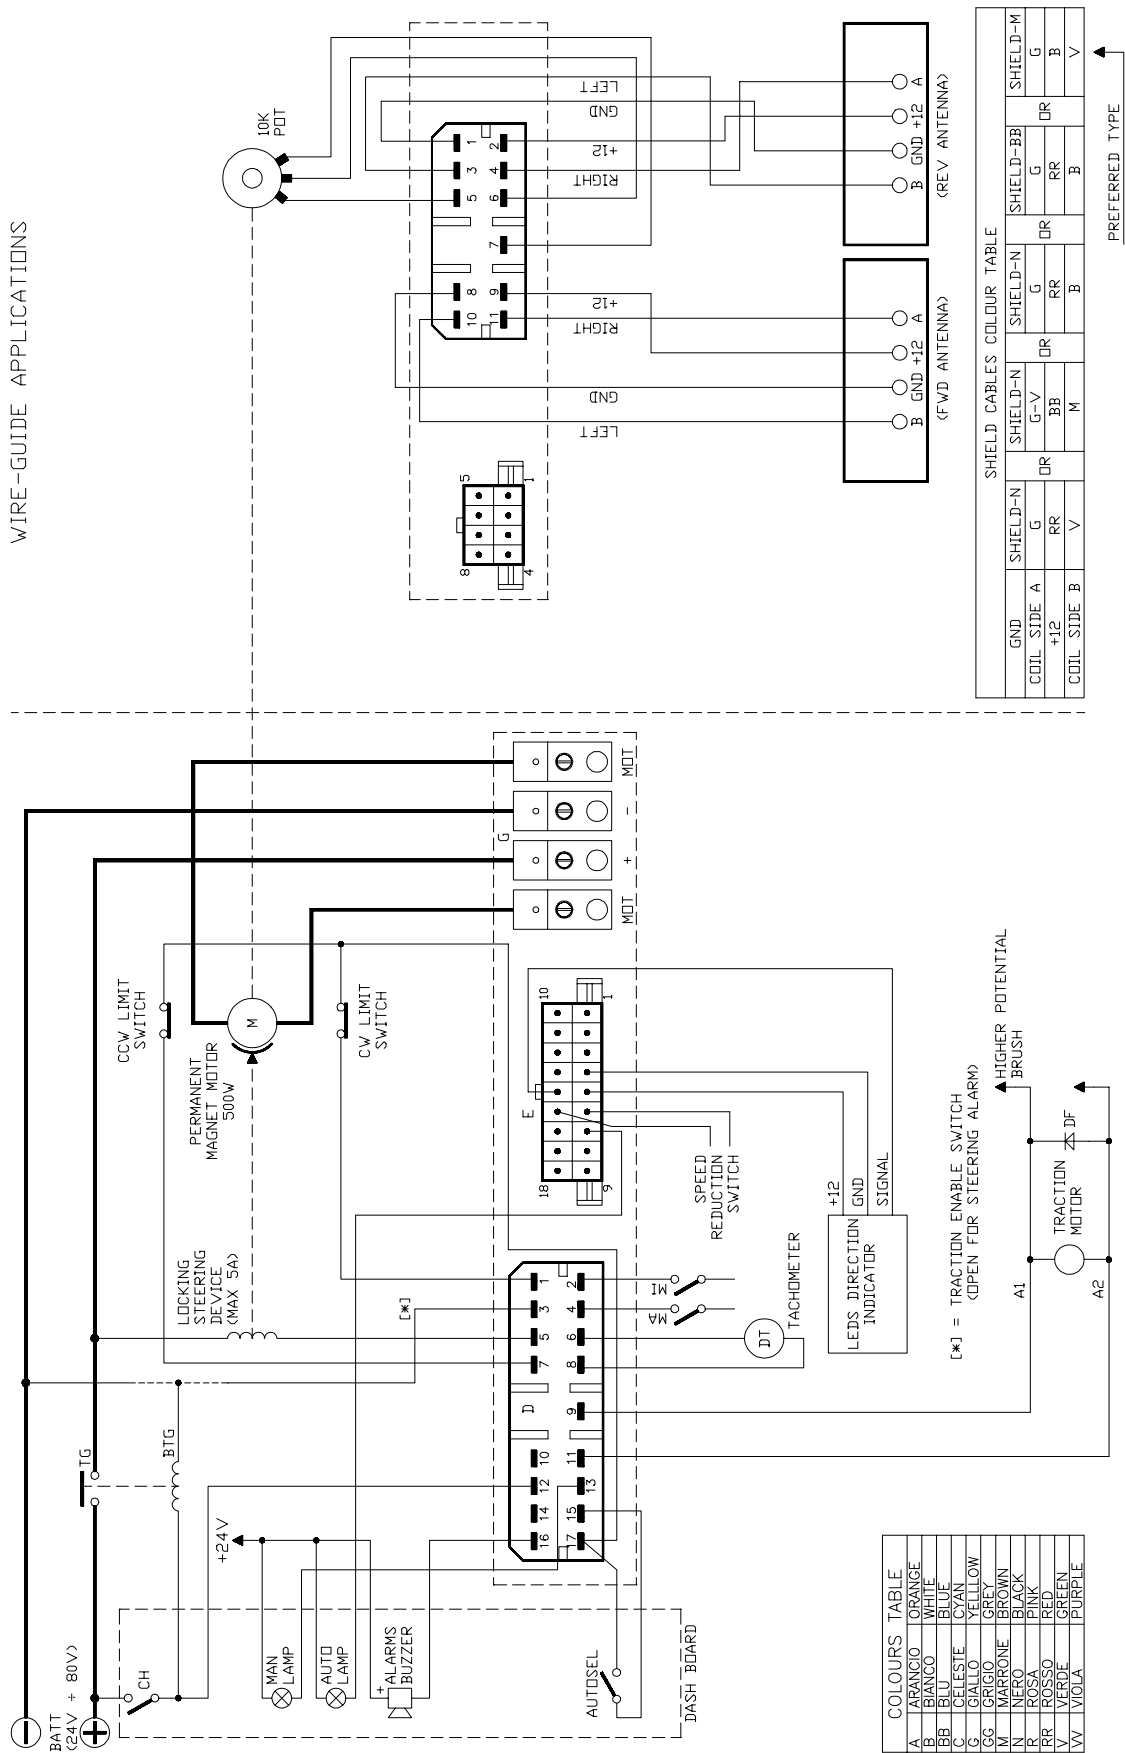 WIRE-GUIDE APPLICATIONS
10K
POT
LEFT
GND
+12
RIGHT
1
2
3
4
5
6
7
8
9
10
11
+12
RIGHT
GND
LEFT
A
+12
GND
B
(REV ANTENNA)
A
+12
GND
B
(FWD ANTENNA)
5
1
8
4
SHIELD CABLES COLOUR TABLE
GND SHIELD-N OR SHIELD-N OR SHIELD-N OR SHIELD-BB OR SHIELD-M
COIL SIDE A G G-V G G G
+12 RR BB RR RR B
COIL SIDE B V M B B V
PREFERRED TYPE
MOT
-
G
+
MOT
CCW LIMIT
SWITCH
M
PERMANENT
MAGNET MOTOR
500W
CW LIMIT
SWITCH
LOCKING
STEERING
DEVICE
(MAX 5A)
[*]
10
1
E
18
9
SPEED
REDUCTION
SWITCH
+12
GND
SIGNAL
LEDS DIRECTION
INDICATOR
[*] = TRACTION ENABLE SWITCH
(OPEN FOR STEERING ALARM)
HIGHER POTENTIAL
BRUSH
DF
TRACTION
MOTOR
A1
A2
MI
MA
DT
TACHOMETER
1
2
3
4
5
6
7
8
D
9
10
11
12
13
14
15
16
17
TG
BTG
+24V
BATT
(24V ÷ 80V)
-
+
CH
MAN
LAMP
AUTO
LAMP
+
ALARMS
BUZZER
AUTOSEL
DASH BOARD
COLOURS TABLE
A ARANCIO ORANGE
B BIANCO WHITE
BB BLU BLUE
C CELESTE CYAN
G GIALLO YELLLOW
GG GRIGIO GREY
M MARRONE BROWN
N NERO BLACK
R ROSA PINK
RR ROSSO RED
V VERDE GREEN
VV VIOLA PURPLE